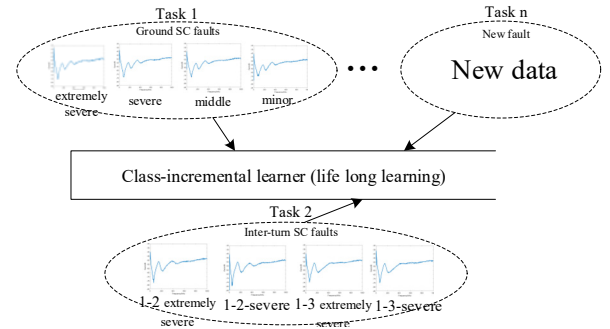 Task 1
Ground SC faults
extremely severe
severe
middle
minor
...
Task n
New fault
New data
Class-incremental learner (life long learning)
Task 2
Inter-turn SC faults
1-2 extremely severe
1-2-severe
1-3 extremely severe
1-3-severe